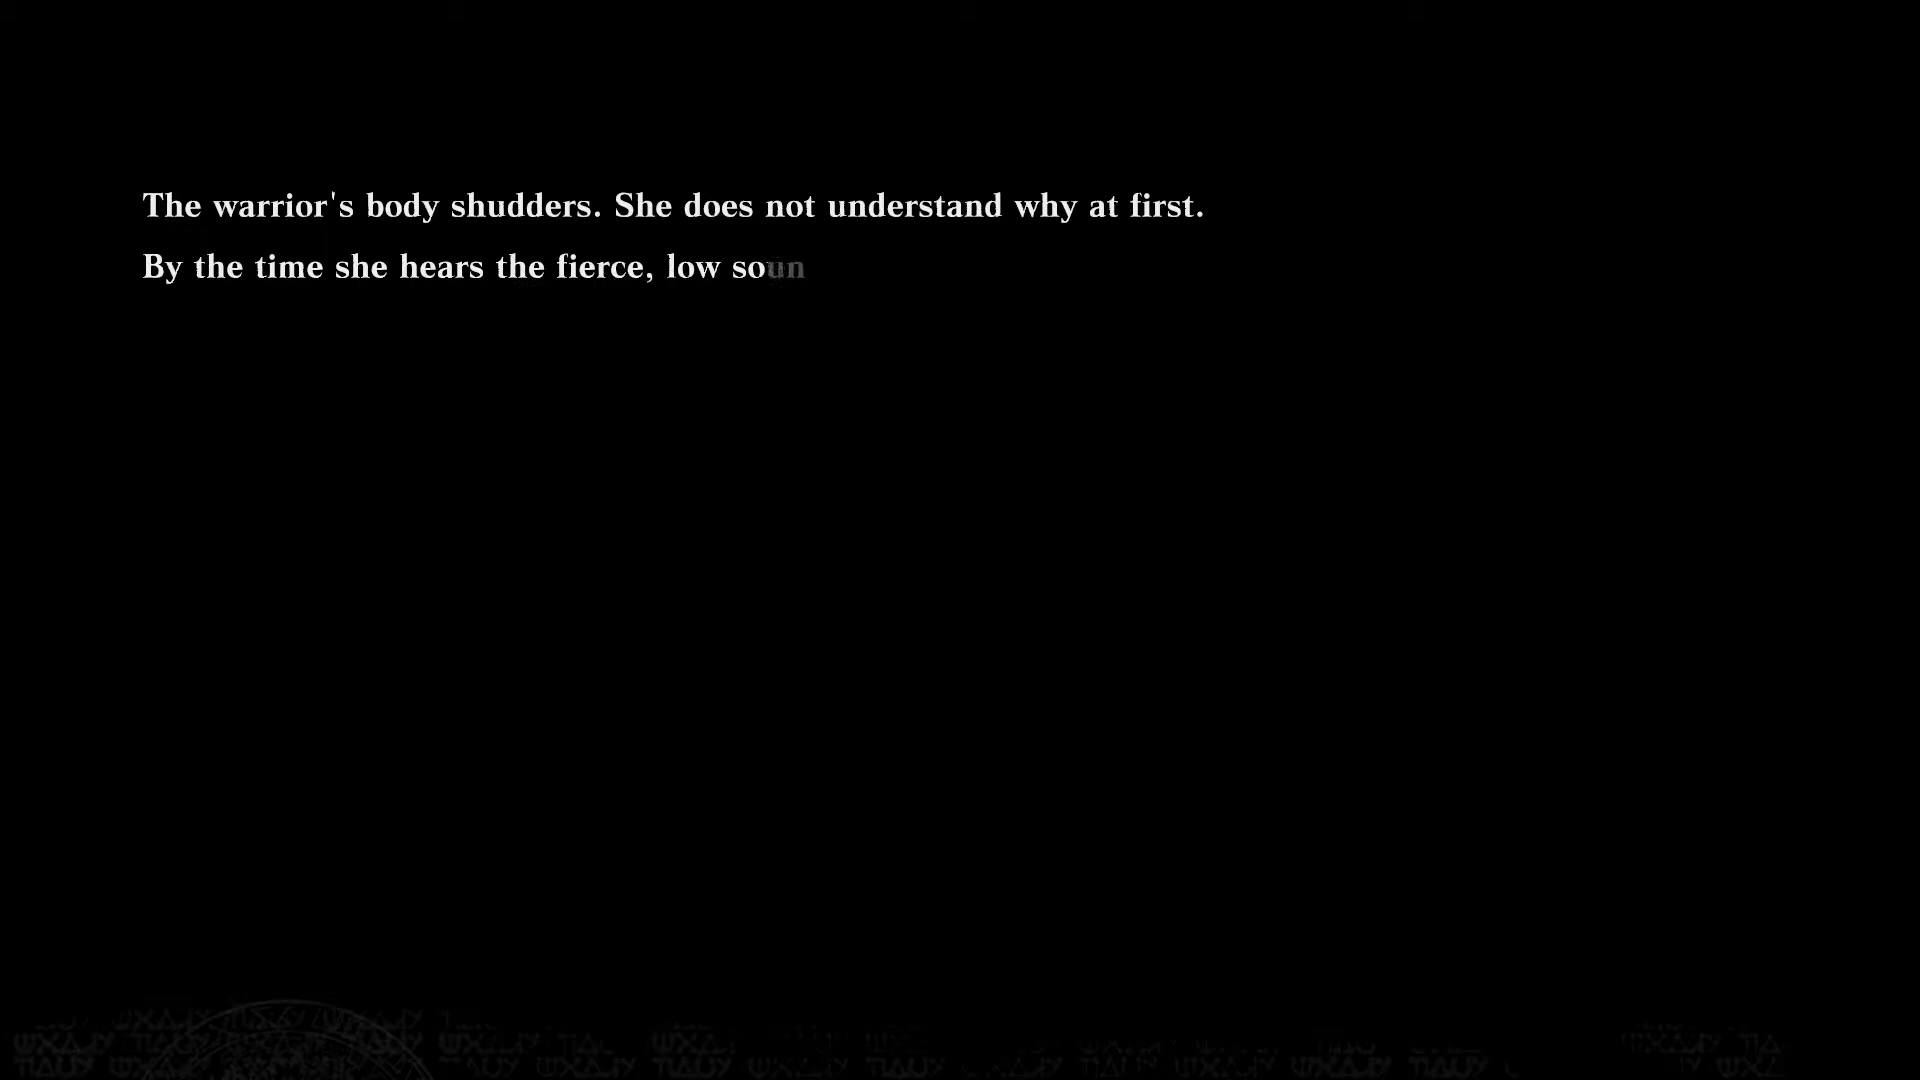 The warrior's body shudders. She does not understand why at first.
By the time she hears the fierce, low soun